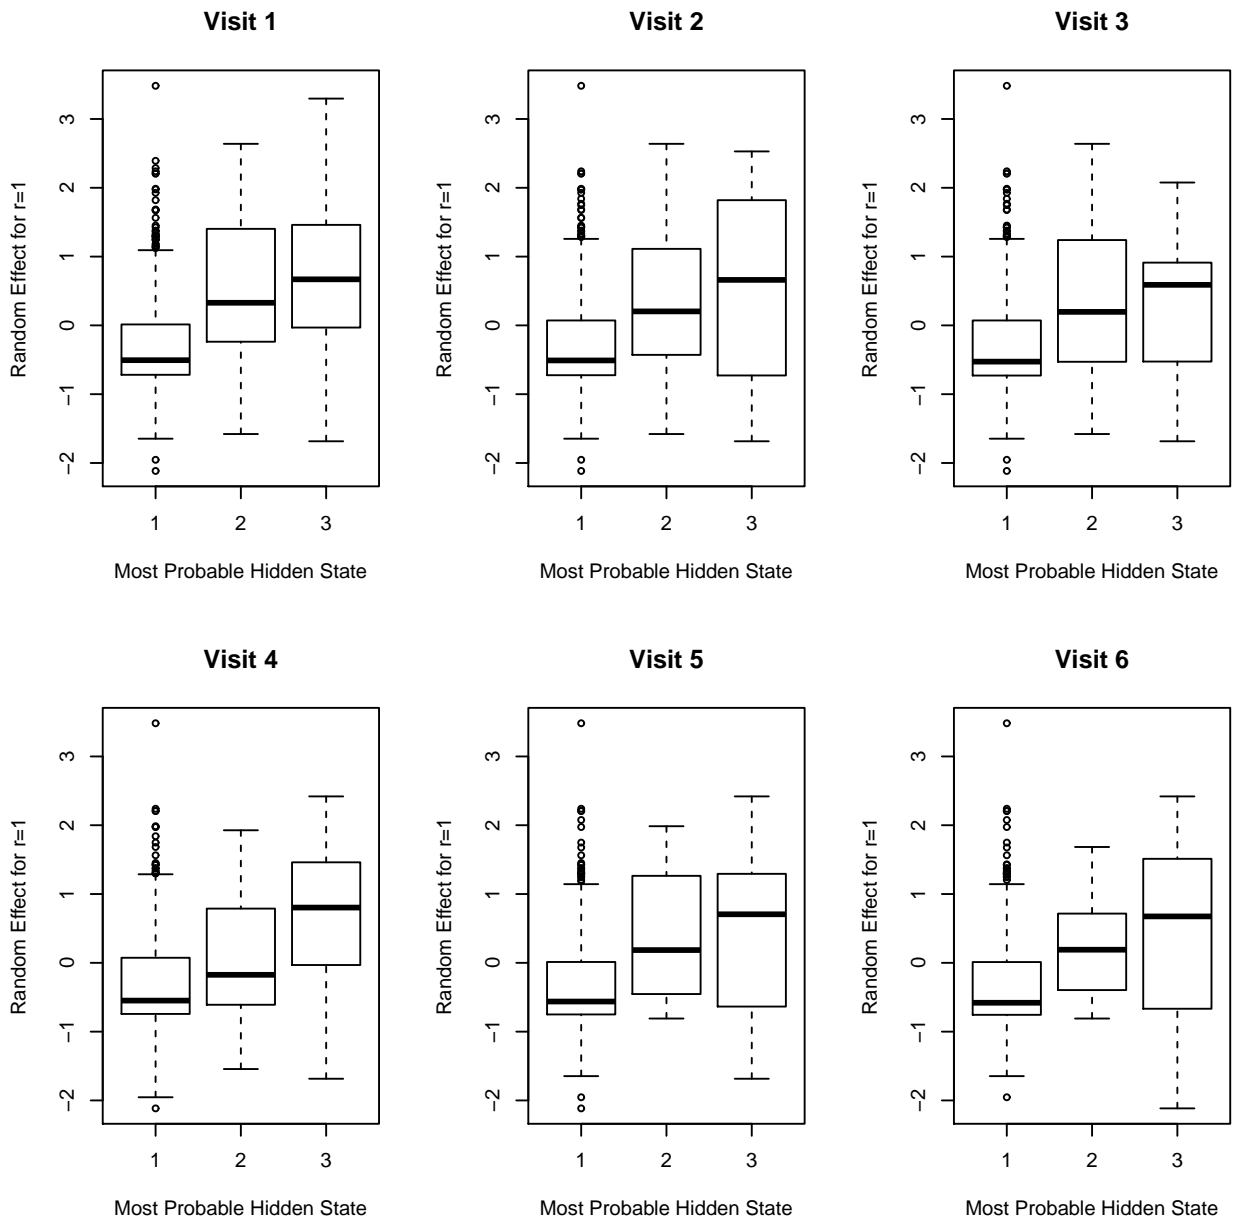 Visit 1
Visit 2
Visit 3
Random Effect for r=1
3
2
1
0
−1
−2
1 2 3
Most Probable Hidden State
Random Effect for r=1
3
2
1
0
−1
−2
1 2 3
Most Probable Hidden State
Random Effect for r=1
3
2
1
0
−1
−2
1 2 3
Most Probable Hidden State
Visit 4
Visit 5
Visit 6
Random Effect for r=1
3
2
1
0
−1
−2
1 2 3
Most Probable Hidden State
Random Effect for r=1
3
2
1
0
−1
−2
1 2 3
Most Probable Hidden State
Random Effect for r=1
3
2
1
0
−1
−2
1 2 3
Most Probable Hidden State